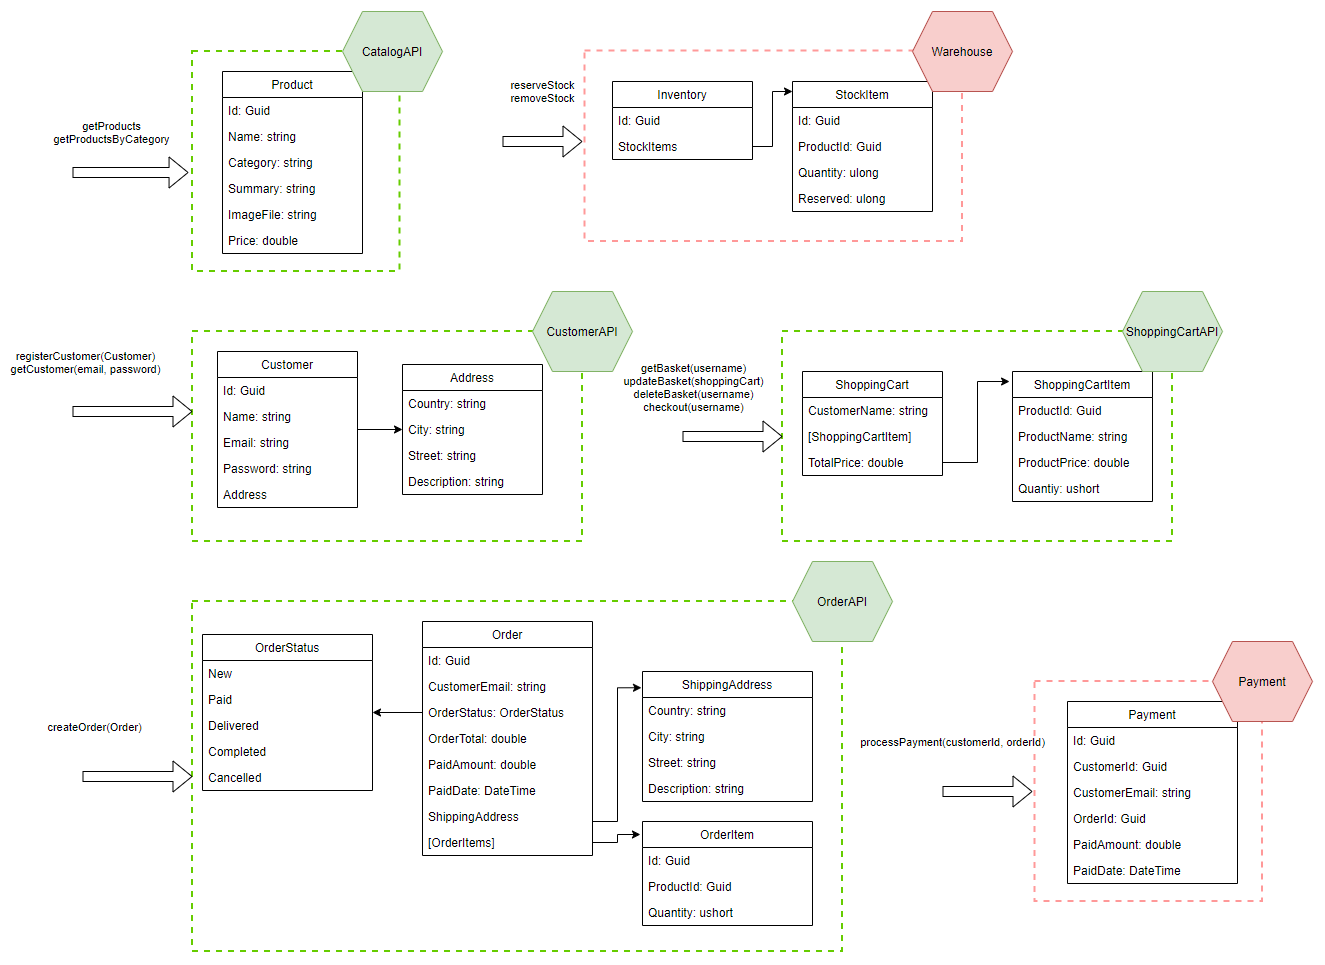 CatalogAPI
getProducts
getProductsByCategory
Product
Id: Guid
Name: string
Category: string
Summary: string
ImageFile: string
Price: double
Warehouse
reserveStock
removeStock
Inventory
Id: Guid
StockItems
StockItem
Id: Guid
ProductId: Guid
Quantity: ulong
Reserved: ulong
CustomerAPI
registerCustomer(Customer)
getCustomer(email, password)
Customer
Id: Guid
Name: string
Email: string
Password: string
Address
Address
Country: string
City: string
Street: string
Description: string
ShoppingCartAPI
getBasket(username)
updateBasket(shoppingCart)
deleteBasket(username)
checkout(username)
ShoppingCart
CustomerName: string
[ShoppingCartItem]
TotalPrice: double
ShoppingCartItem
ProductId: Guid
ProductName: string
ProductPrice: double
Quantiy: ushort
OrderAPI
createOrder(Order)
OrderStatus
New
Paid
Delivered
Completed
Cancelled
Order
Id: Guid
CustomerEmail: string
OrderStatus: OrderStatus
OrderTotal: double
PaidAmount: double
PaidDate: DateTime
ShippingAddress
[OrderItems]
ShippingAddress
Country: string
City: string
Street: string
Description: string
OrderItem
Id: Guid
ProductId: Guid
Quantity: ushort
Payment
processPayment(customerId, orderId)
Payment
Id: Guid
CustomerId: Guid
CustomerEmail: string
OrderId: Guid
PaidAmount: double
PaidDate: DateTime